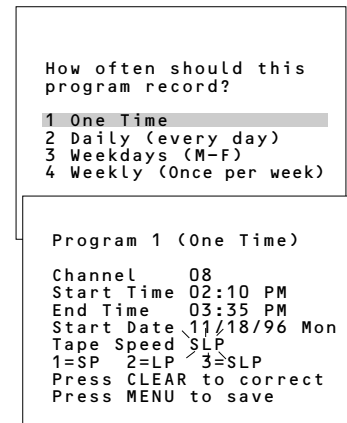 How often should this
program record?
1 One Time
2 Daily (every day)
3 Weekdays (M–F)
4 Weekly (Once per week)
Program 1 (One Time)
Channel 08
Start Time 02:10 PM
End Time 03:35 PM
Start Date 11/18/96 Mon
Tape Speed SLP
1=SP 2=LP 3=SLP
Press CLEAR to correct
Press MENU to save